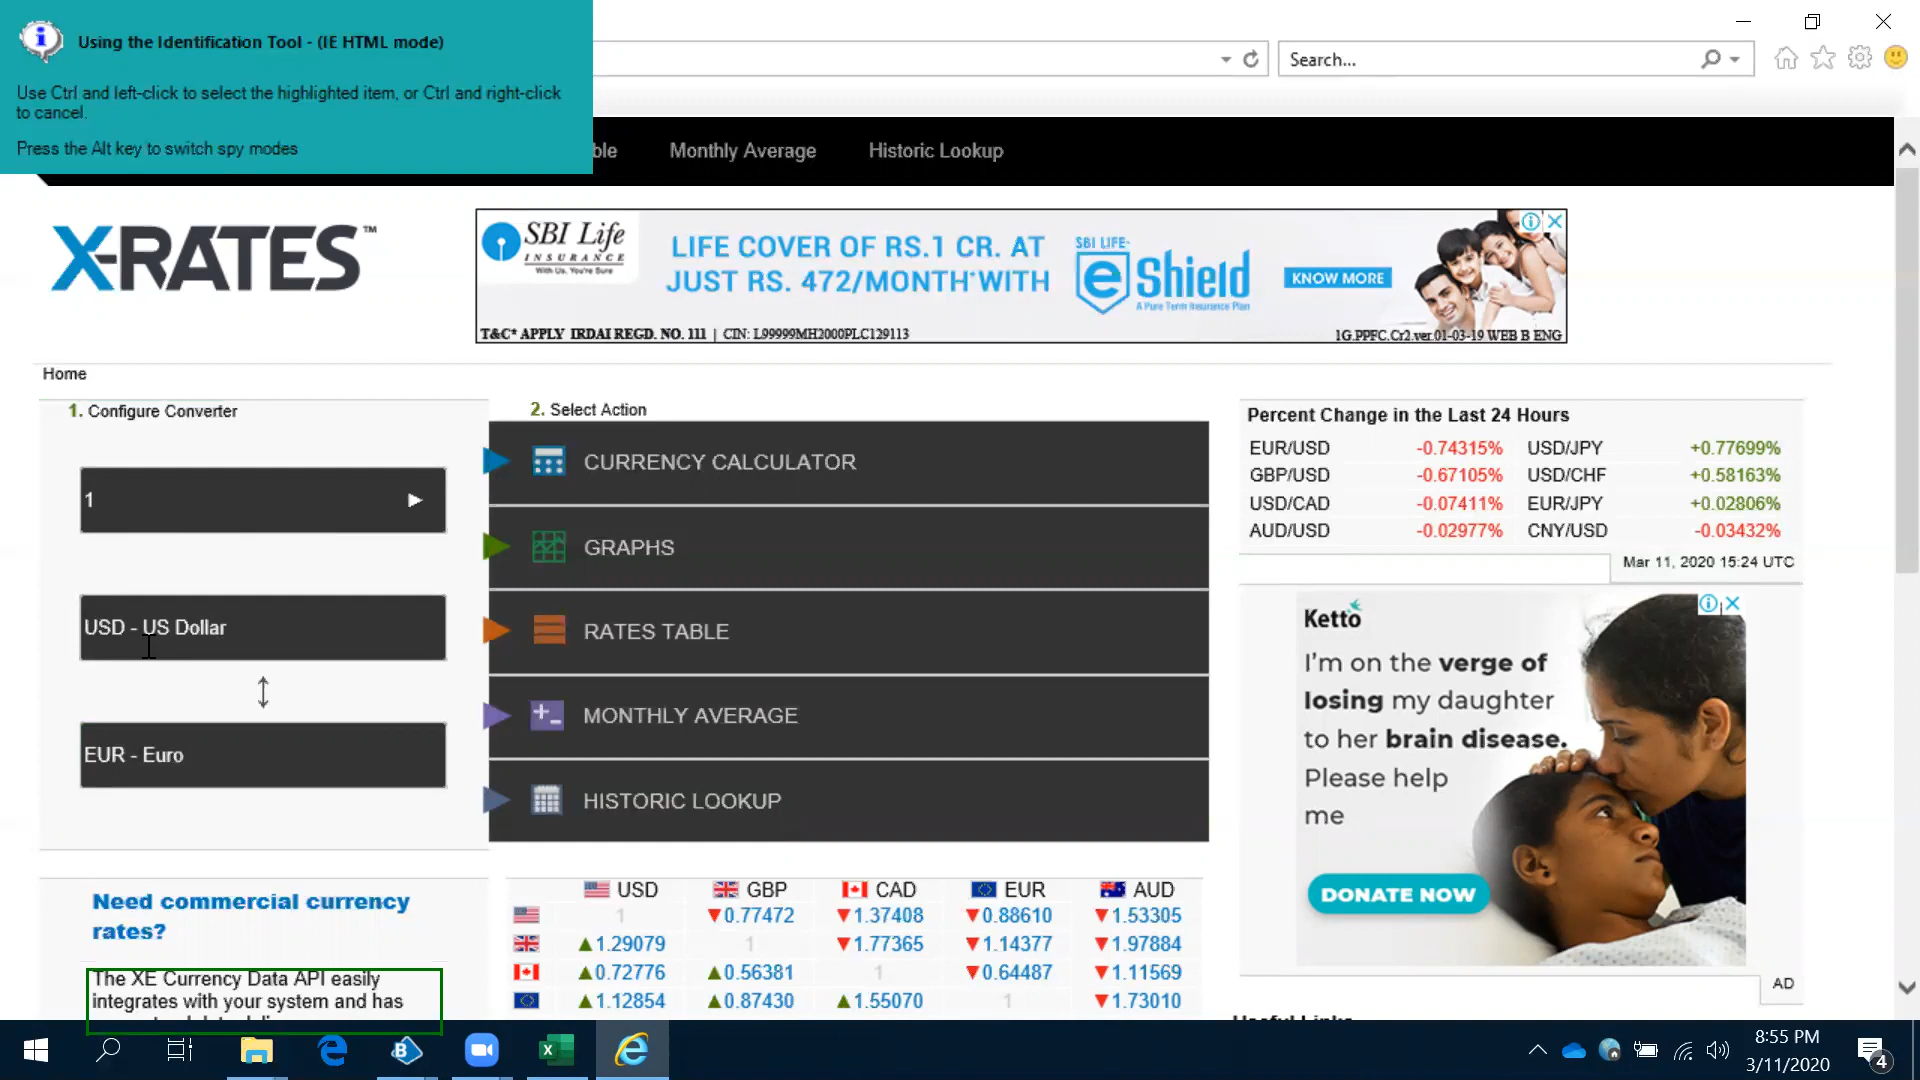 Using the Identification Tool - (IE HTML mode)
Use Ctrl and left-click to select the highlighted item, or Ctrl and right-click
to cancel.
Press the Alt key to switch spy modes
Search...
ble
Monthly Average
Historic Lookup
X-RATES™
SBI Life
INSURANCE
With Us, You're Sure
LIFE COVER OF RS.1 CR. AT
JUST RS. 472/MONTH*WITH
SBI LIFE-
eShield
A Pure Term Insurance Plan
KNOW MORE
T&C* APPLY IRDAI REGD. NO. 111 | CIN: L99999MH2000PLC129113
1G.PPFC.Cr2.ver.01-03-19 WEB B ENG
Home
1. Configure Converter
1
USD - US Dollar
EUR - Euro
2. Select Action
CURRENCY CALCULATOR
GRAPHS
RATES TABLE
MONTHLY AVERAGE
HISTORIC LOOKUP
Percent Change in the Last 24 Hours
EUR/USD -0.74315% USD/JPY +0.77699%
GBP/USD -0.67105% USD/CHF +0.58163%
USD/CAD -0.07411% EUR/JPY +0.02806%
AUD/USD -0.02977% CNY/USD -0.03432%
Mar 11, 2020 15:24 UTC
Ketto
I'm on the verge of
losing my daughter
to her brain disease.
Please help
me
DONATE NOW
AD
Need commercial currency
rates?
The XE Currency Data API easily
integrates with your system and has
USD GBP CAD EUR AUD
1 ▼0.77472 ▼1.37408 ▼0.88610 ▼1.53305
▲1.29079 1 ▼1.77365 ▼1.14377 ▼1.97884
▲0.72776 ▲0.56381 1 ▼0.64487 ▼1.11569
▲1.12854 ▲0.87430 ▲1.55070 1 ▼1.73010
8:55 PM
3/11/2020
4